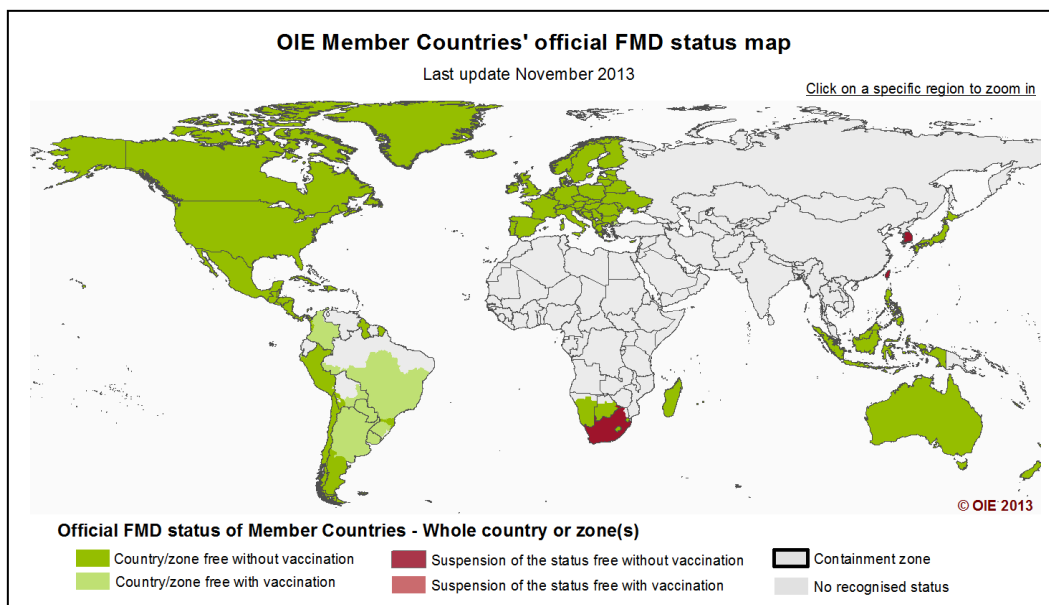 OIE Member Countries' official FMD status map
Last update November 2013
Click on a specific region to zoom in
© OIE 2013
Official FMD status of Member Countries - Whole country or zone(s)
Country/zone free without vaccination
Country/zone free with vaccination
Suspension of the status free without vaccination
Suspension of the status free with vaccination
Containment zone
No recognised status